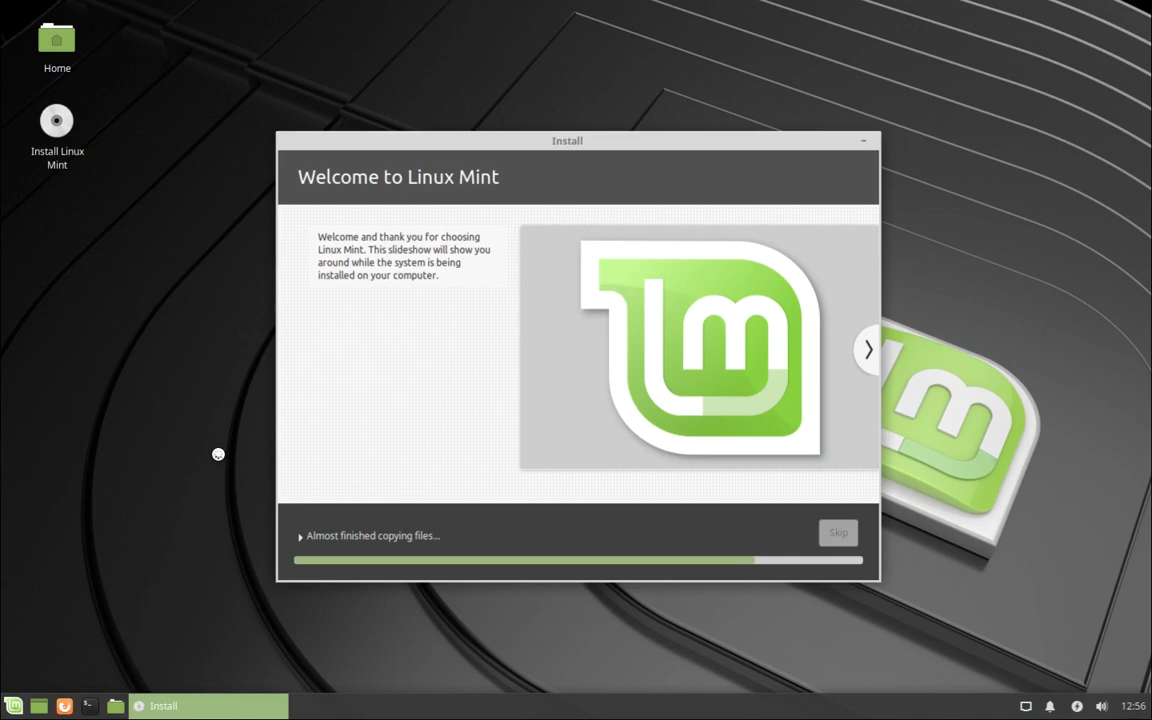 Home
Install Linux
Mint
Install
Welcome to Linux Mint
Welcome and thank you for choosing
Linux Mint. This slideshow will show you
around while the system is being
installed on your computer.
lm
lm
Almost finished copying files...
Skip
Install
12:56